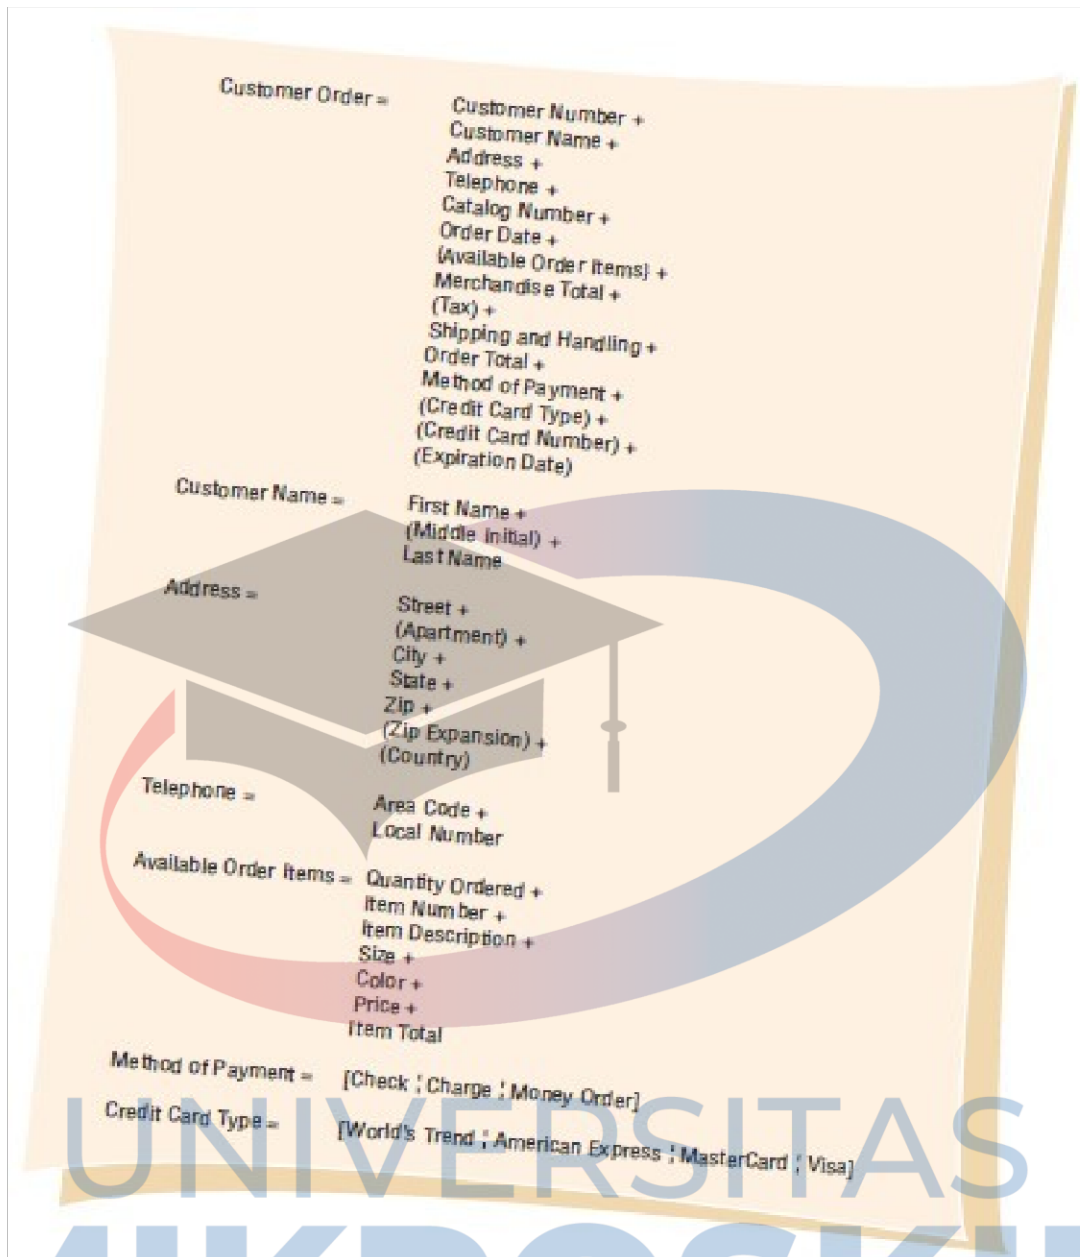 Customer Order = Customer Number +
Customer Name +
Address +
Telephone +
Catalog Number +
Order Date +
{Available Order Items} +
Merchandise Total +
(Tax) +
Shipping and Handling +
Order Total +
Method of Payment +
(Credit Card Type) +
(Credit Card Number) +
(Expiration Date)
Customer Name = First Name +
(Middle Initial) +
Last Name
Address = Street +
(Apartment) +
City +
State +
Zip +
(Zip Expansion) +
(Country)
Telephone = Area Code +
Local Number
Available Order Items = Quantity Ordered +
Item Number +
Item Description +
Size +
Color +
Price +
Item Total
Method of Payment = [Check ¦ Charge ¦ Money Order]
Credit Card Type = [World's Trend ¦ American Express ¦ MasterCard ¦ Visa]
UNIVERSITAS